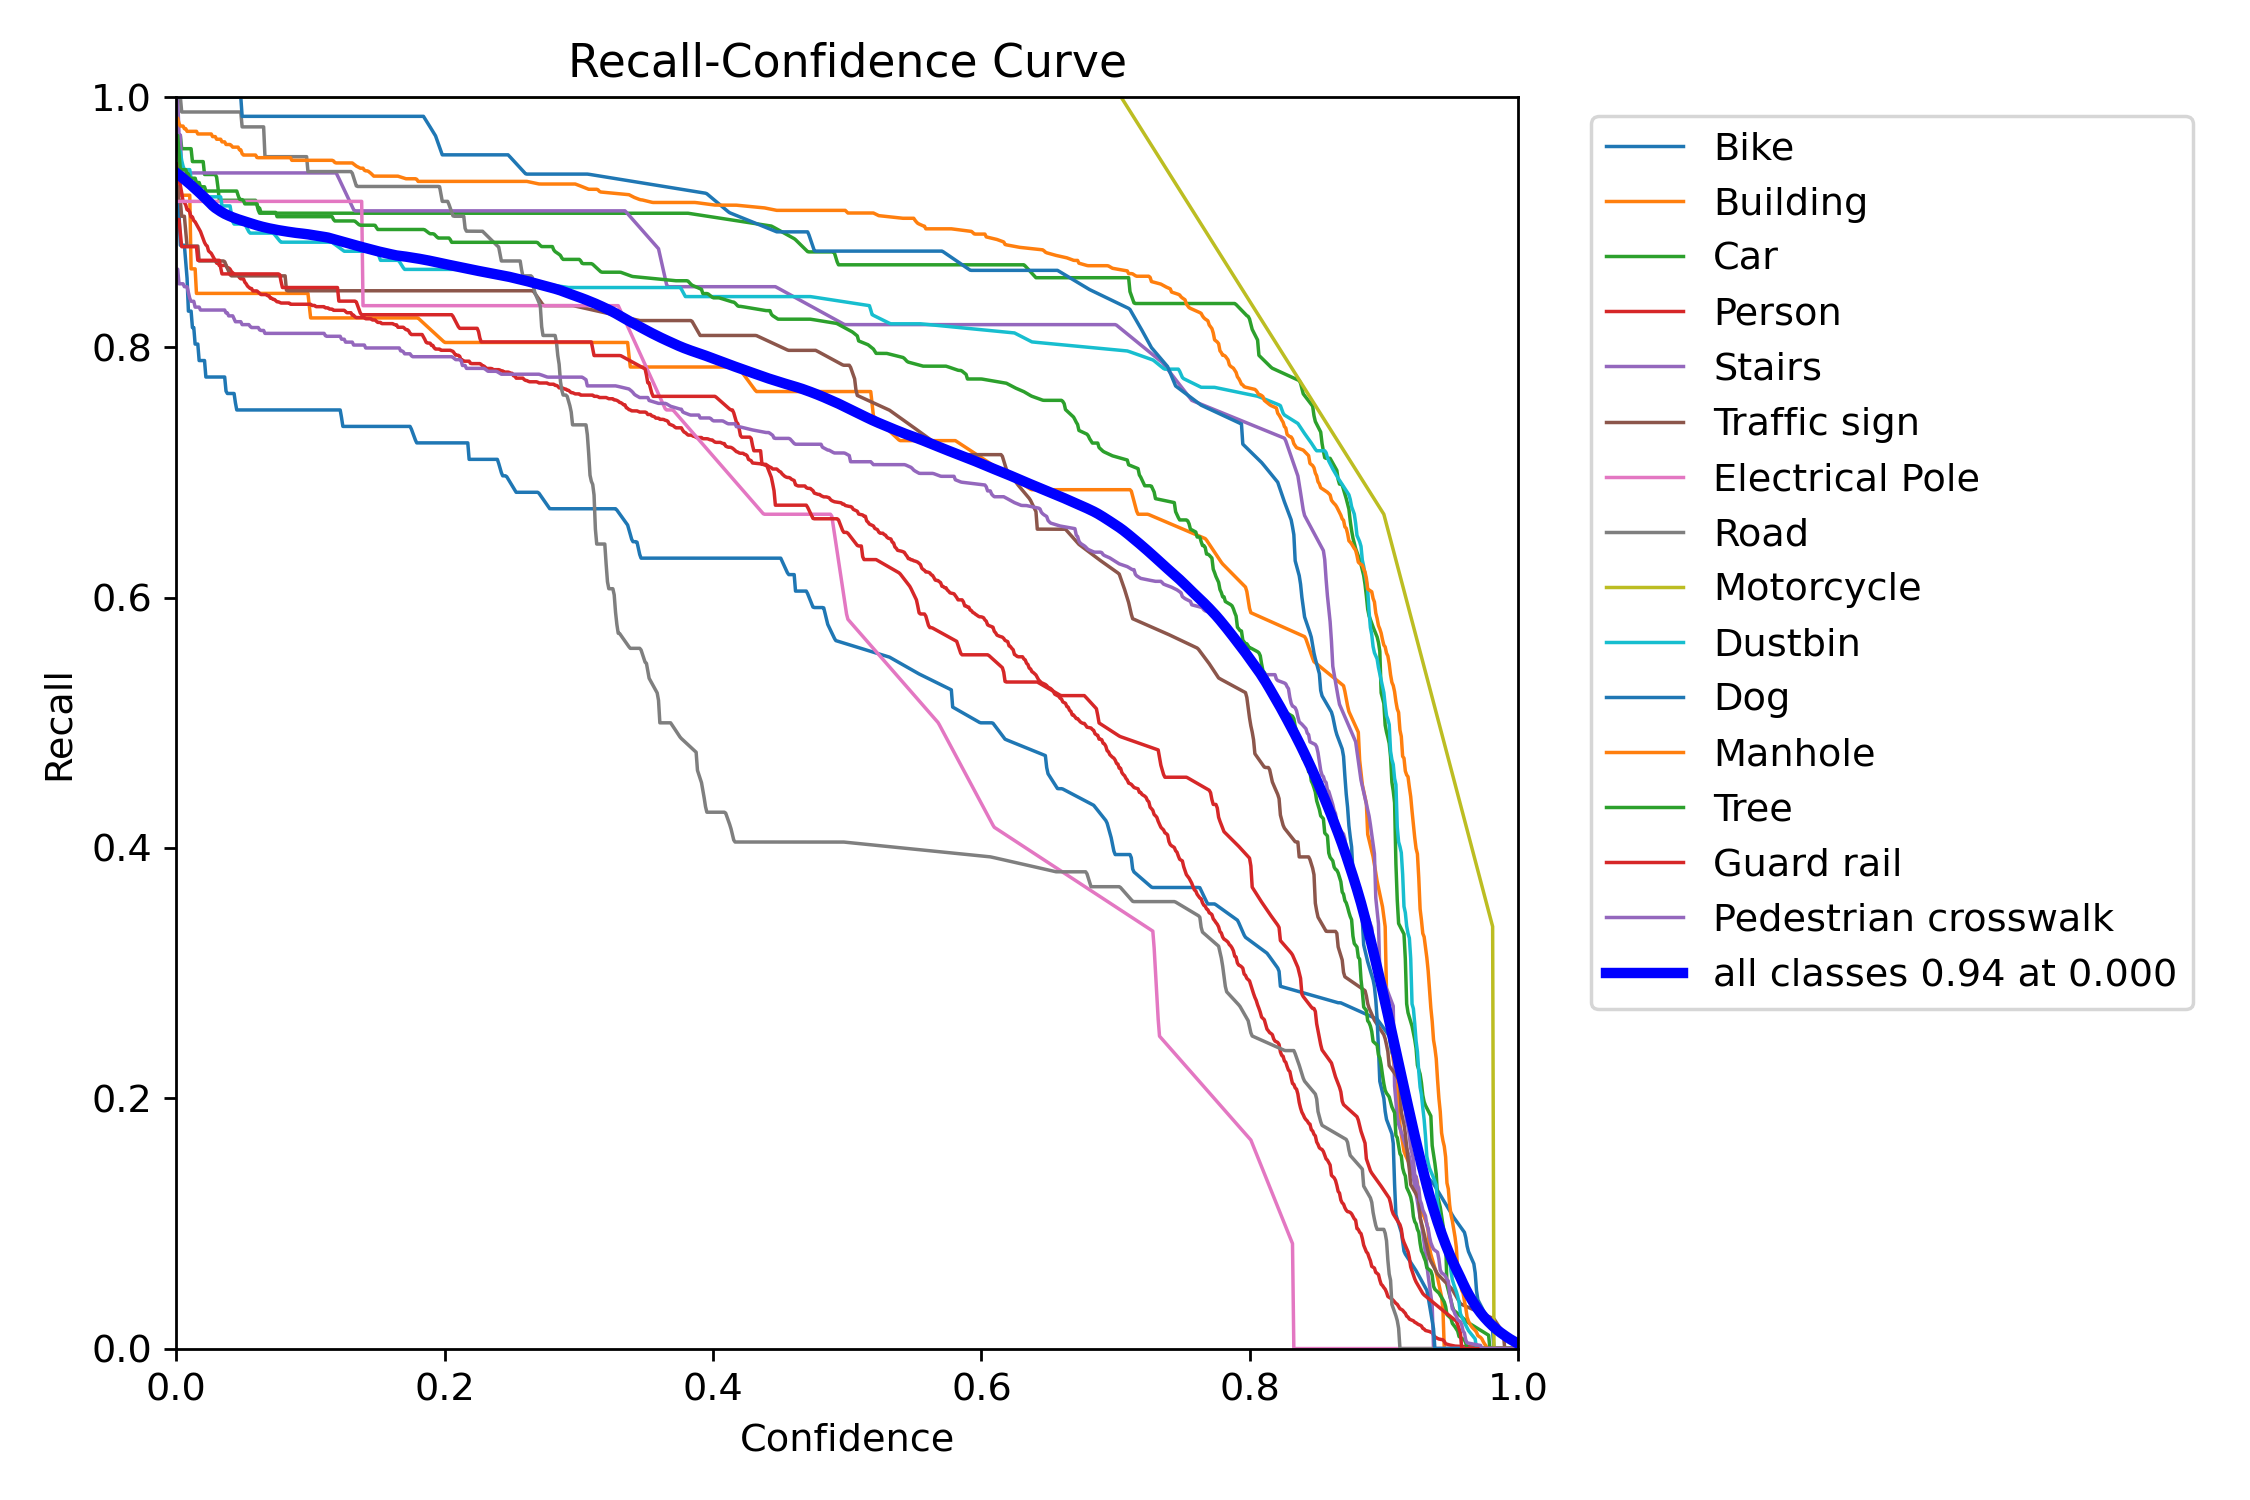 Recall-Confidence Curve
1.0
0.8
0.6
0.4
0.2
0.0
Recall
0.0 0.2 0.4 0.6 0.8 1.0
Confidence
Bike
Building
Car
Person
Stairs
Traffic sign
Electrical Pole
Road
Motorcycle
Dustbin
Dog
Manhole
Tree
Guard rail
Pedestrian crosswalk
all classes 0.94 at 0.000